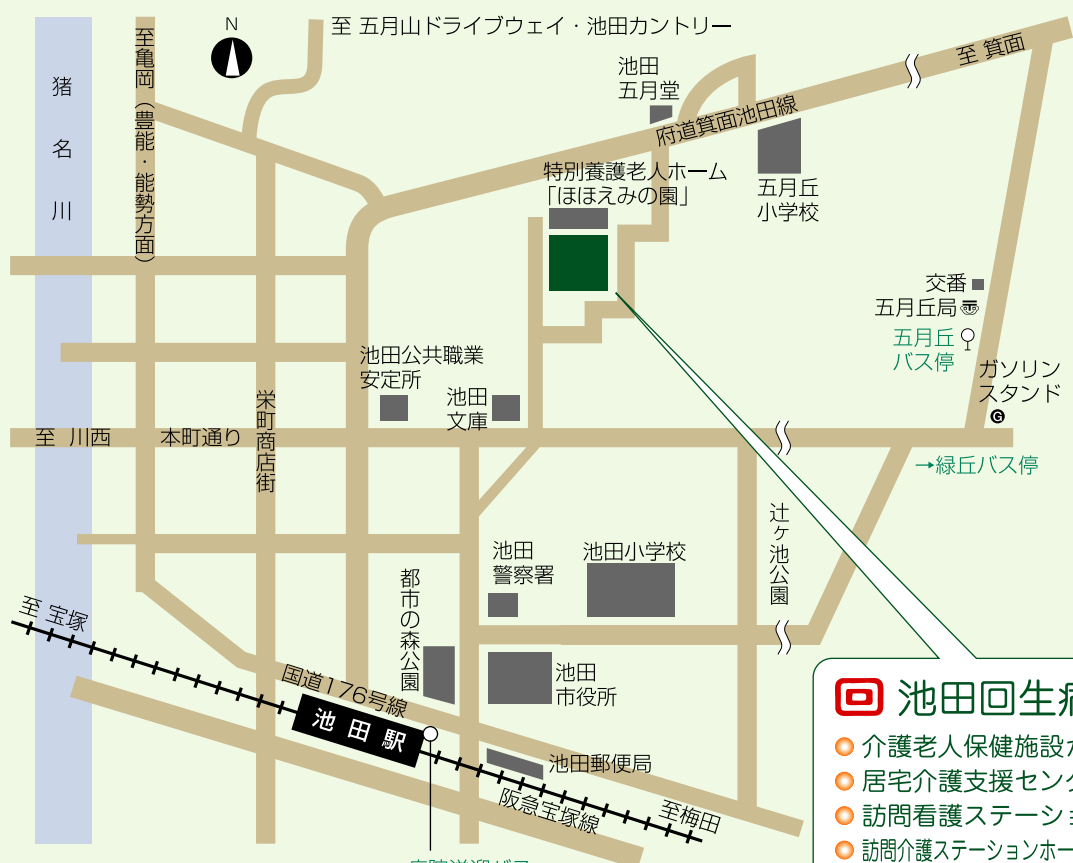 N
至 五月山ドライブウェイ・池田カントリー
至亀岡（豊能・能勢方面）
猪名川
池田
五月堂
至 箕面
府道箕面池田線
特別養護老人ホーム
「ほほえみの園」
五月丘
小学校
交番
五月丘局
五月丘
バス停
ガソリン
スタンド
G
池田公共職業
安定所
池田
文庫
栄町商店街
至 川西
本町通り
→緑丘バス停
辻ヶ池公園
池田
警察署
池田小学校
都市の森公園
至 宝塚
国道176号線
池田
市役所
池田駅
池田郵便局
阪急宝塚線
至梅田
池田回生
介護老人保健施設
居宅介護支援セン
訪問看護ステーショ
訪問介護ステーションホー